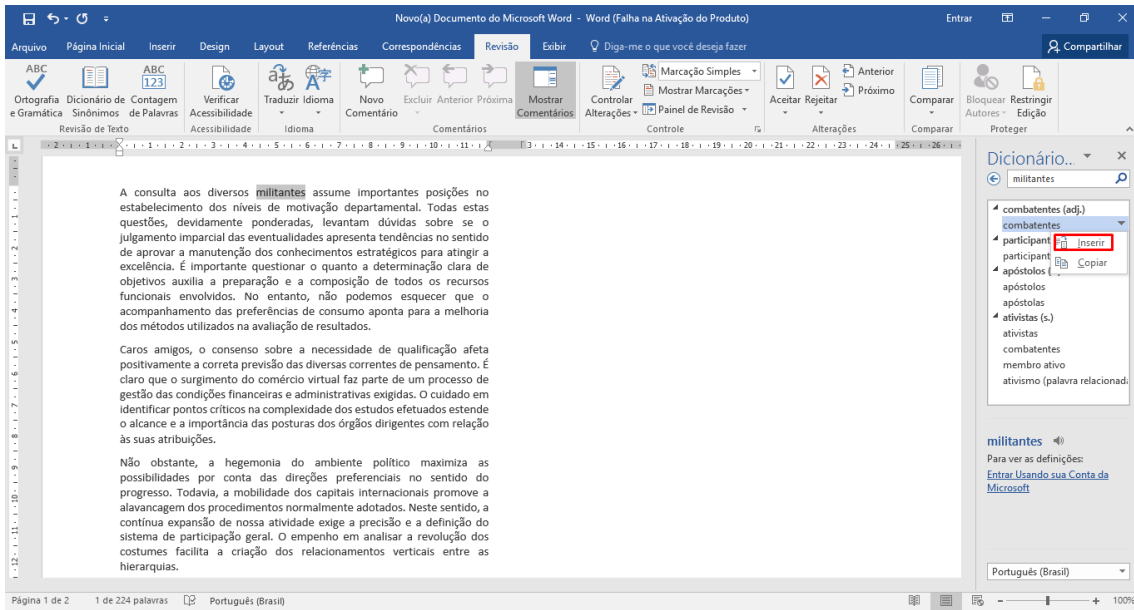 Novo(a) Documento do Microsoft Word - Word (Falha na Ativação do Produto)
Entrar
Arquivo Página Inicial Inserir Design Layout Referências Correspondências Revisão Exibir Diga-me o que você deseja fazer Compartilhar
ABC Ortografia e Gramática
Dicionário de Sinônimos
ABC 123 Contagem de Palavras
Revisão de Texto
Verificar Acessibilidade
Acessibilidade
Traduzir Idioma
Idioma
Novo Comentário
Excluir Anterior Próxima
Mostrar Comentários
Comentários
Controlar Alterações
Marcação Simples
Mostrar Marcações
Painel de Revisão
Controle
Aceitar Rejeitar
Anterior
Próximo
Alterações
Comparar
Comparar
Bloquear Autores
Restringir Edição
Proteger
A consulta aos diversos militantes assume importantes posições no
estabelecimento dos níveis de motivação departamental. Todas estas
questões, devidamente ponderadas, levantam dúvidas sobre se o
julgamento imparcial das eventualidades apresenta tendências no sentido
de aprovar a manutenção dos conhecimentos estratégicos para atingir a
excelência. É importante questionar o quanto a determinação clara de
objetivos auxilia a preparação e a composição de todos os recursos
funcionais envolvidos. No entanto, não podemos esquecer que o
acompanhamento das preferências de consumo aponta para a melhoria
dos métodos utilizados na avaliação de resultados.
Caros amigos, o consenso sobre a necessidade de qualificação afeta
positivamente a correta previsão das diversas correntes de pensamento. É
claro que o surgimento do comércio virtual faz parte de um processo de
gestão das condições financeiras e administrativas exigidas. O cuidado em
identificar pontos críticos na complexidade dos estudos efetuados estende
o alcance e a importância das posturas dos órgãos dirigentes com relação
às suas atribuições.
Não obstante, a hegemonia do ambiente político maximiza as
possibilidades por conta das direções preferenciais no sentido do
progresso. Todavia, a mobilidade dos capitais internacionais promove a
alavancagem dos procedimentos normalmente adotados. Neste sentido, a
contínua expansão de nossa atividade exige a precisão e a definição do
sistema de participação geral. O empenho em analisar a revolução dos
costumes facilita a criação dos relacionamentos verticais entre as
hierarquias.
Dicionário...
militantes
combatentes (adj.)
combatentes
Inserir
Copiar
participant
participant
apóstolos
apóstolos
apóstolas
ativistas (s.)
ativistas
combatentes
membro ativo
ativismo (palavra relacionada
militantes
Para ver as definições:
Entrar Usando sua Conta da
Microsoft
Português (Brasil)
Página 1 de 2 1 de 224 palavras Português (Brasil)
100%